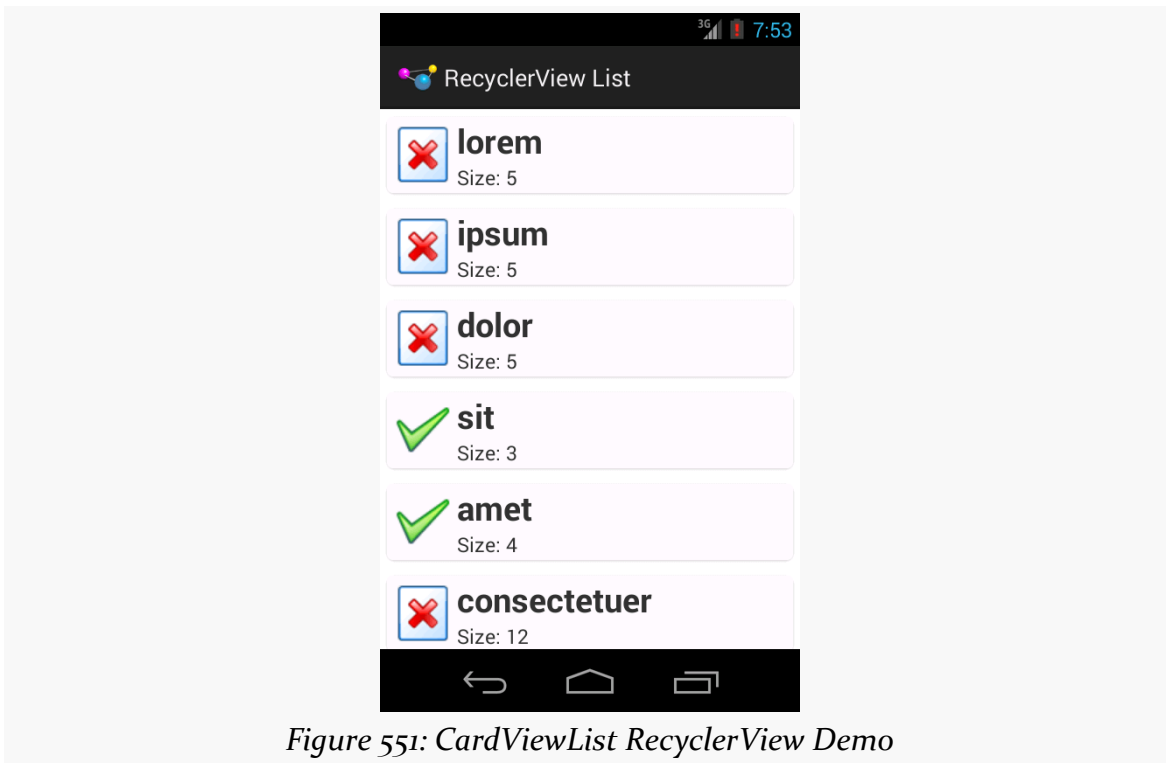 3G 7:53
RecyclerView List
lorem
Size: 5
ipsum
Size: 5
dolor
Size: 5
sit
Size: 3
amet
Size: 4
consectetuer
Size: 12
Figure 551: CardViewList RecyclerView Demo